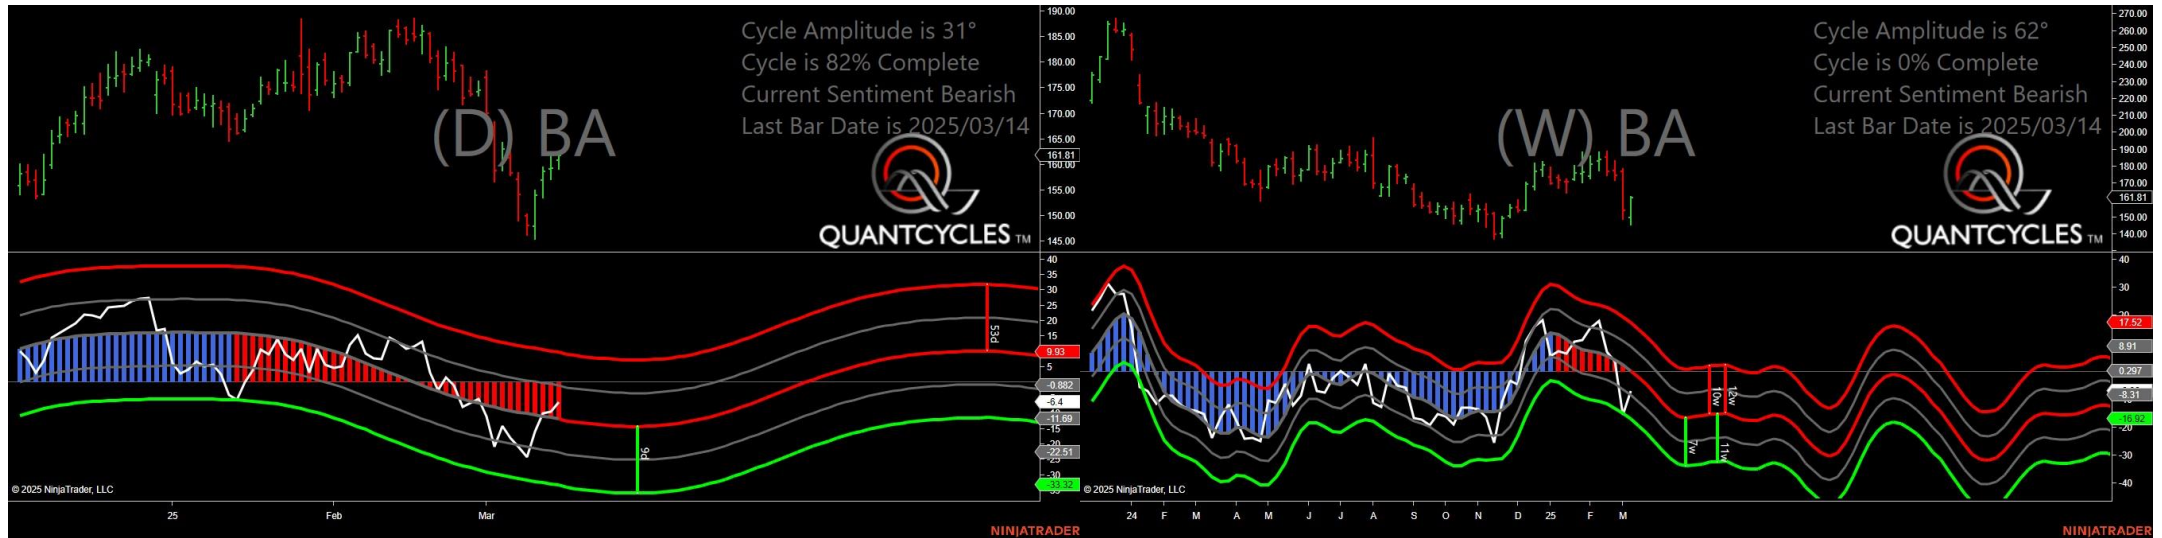 Cycle Amplitude is 31°
Cycle is 82% Complete
Current Sentiment Bearish
Last Bar Date is 2025/03/14
(D) BA
QUANTCYCLES TM
190.00
185.00
180.00
175.00
170.00
165.00
161.81
160.00
155.00
150.00
145.00
40
35
30
25
20
15
9.93
5
-0.882
-6.4
-11.69
-15
-20
-22.51
-30
-33.32
53d
9d
© 2025 NinjaTrader, LLC
25
Feb
Mar
NINJATRADER
Cycle Amplitude is 62°
Cycle is 0% Complete
Current Sentiment Bearish
Last Bar Date is 2025/03/14
(W) BA
QUANTCYCLES TM
270.00
260.00
250.00
240.00
230.00
220.00
210.00
200.00
190.00
180.00
170.00
161.81
150.00
140.00
40
30
17.52
8.91
0.297
-8.31
-16.92
-20
-30
-40
10w
12w
7w
11w
© 2025 NinjaTrader, LLC
24
F
M
A
M
J
J
A
S
O
N
D
25
F
M
NINJATRADER